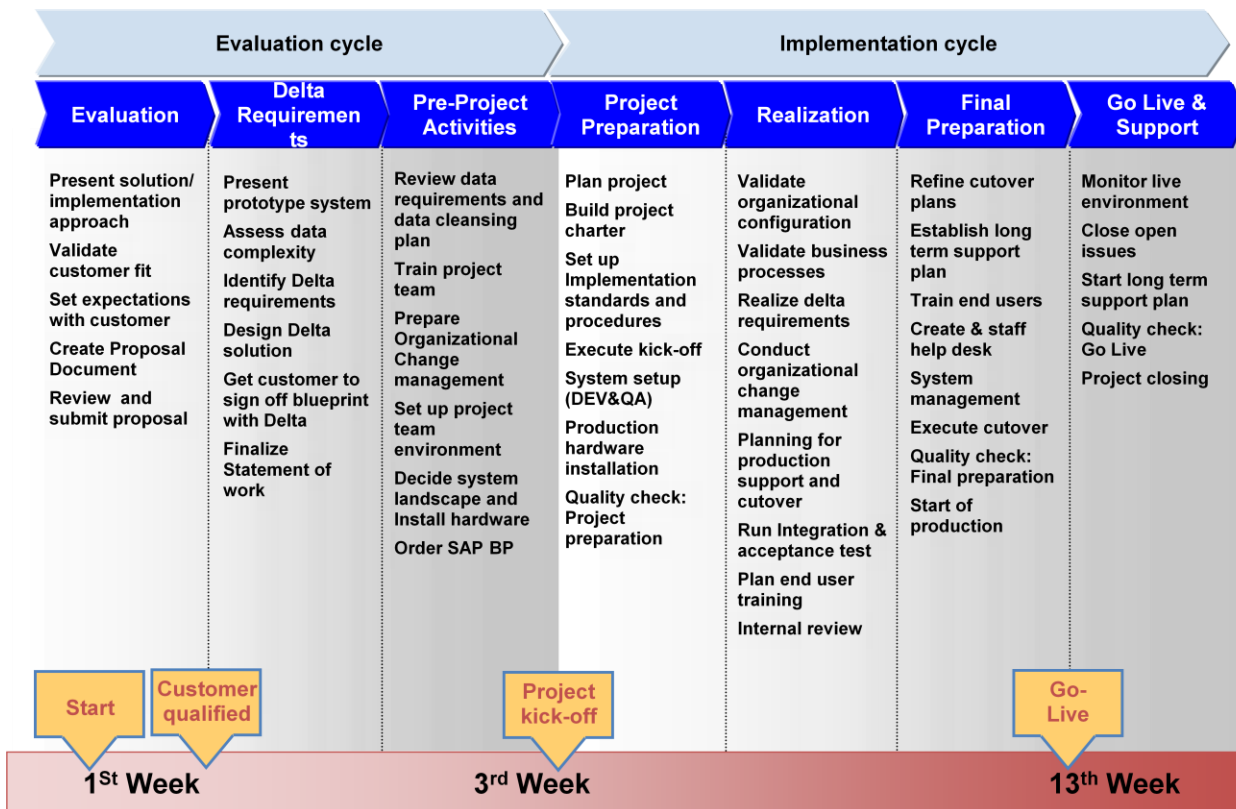 Evaluation cycle
Implementation cycle
Evaluation
Delta
Requiremen
ts
Pre-Project
Activities
Project
Preparation
Realization
Final
Preparation
Go Live &
Support
Present solution/
implementation
approach
Validate
customer fit
Set expectations
with customer
Create Proposal
Document
Review and
submit proposal
Present
prototype system
Assess data
complexity
Identify Delta
requirements
Design Delta
solution
Get customer to
sign off blueprint
with Delta
Finalize
Statement of
work
Review data
requirements and
data cleansing
plan
Train project
team
Prepare
Organizational
Change
management
Set up project
team
environment
Decide system
landscape and
Install hardware
Order SAP BP
Plan project
Build project
charter
Set up
Implementation
standards and
procedures
Execute kick-off
System setup
(DEV&QA)
Production
hardware
installation
Quality check:
Project
preparation
Validate
organizational
configuration
Validate business
processes
Realize delta
requirements
Conduct
organizational
change
management
Planning for
production
support and
cutover
Run Integration &
acceptance test
Plan end user
training
Internal review
Refine cutover
plans
Establish long
term support
plan
Train end users
Create & staff
help desk
System
management
Execute cutover
Quality check:
Final preparation
Start of
production
Monitor live
environment
Close open
issues
Start long term
support plan
Quality check:
Go Live
Project closing
Start
Customer
qualified
Project
kick-off
Go-
Live
1St Week
3rd Week
13th Week